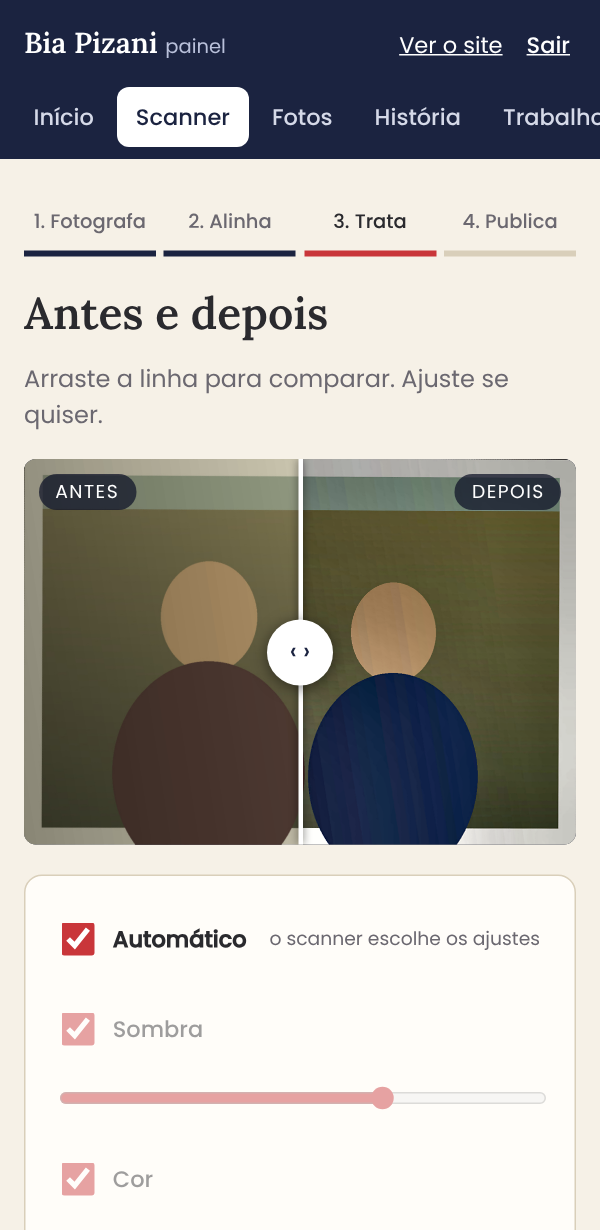 Bia Pizani painel
Ver o site Sair
Início Scanner Fotos História
1. Fotografa 2. Alinha 3. Trata 4. Publica
Antes e depois
Arraste a linha para comparar. Ajuste se
quiser.
ANTES DEPOIS
Automático o scanner escolhe os ajustes
Sombra
Cor